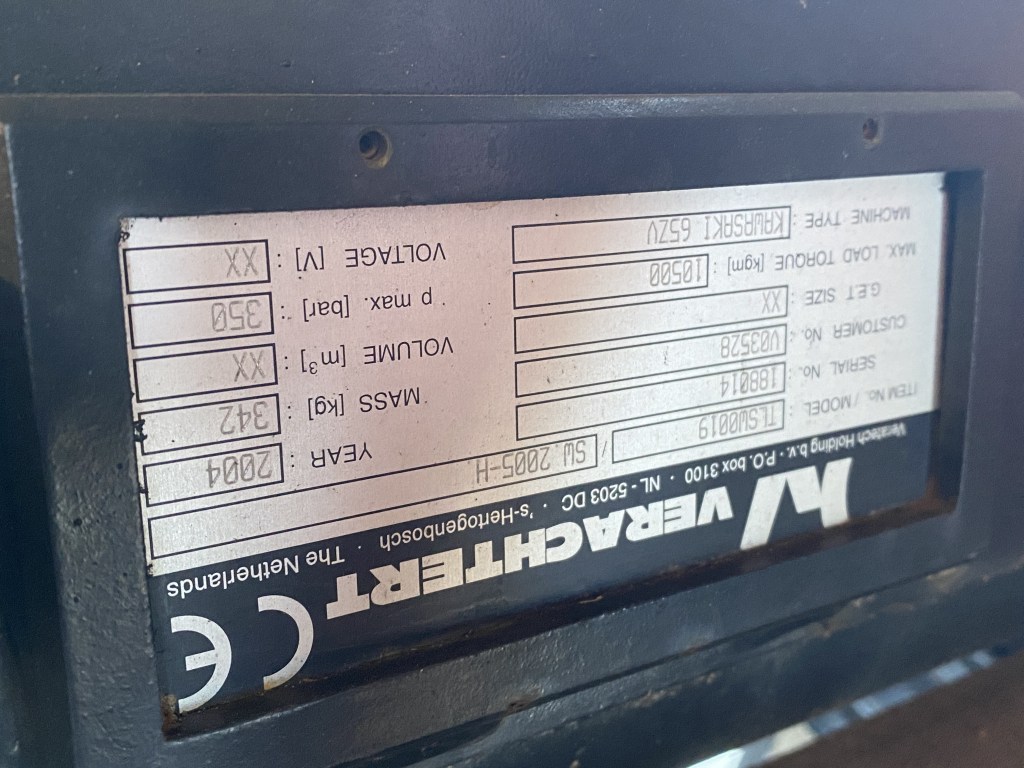 CE
VERACHTERT
Veratech Holding b.v. · P.O. box 3100 · NL - 5203 DC · 's-Hertogenbosch · The Netherlands
ITEM No. / MODEL : TLSW0019 / SW 2005-H
SERIAL No. : 188014 YEAR : 2004
CUSTOMER No. : V03528 MASS [kg] : 342
G.E.T SIZE : XX VOLUME [m³] : XX
MAX. LOAD TORQUE [kgm] : 10500 p max. [bar] : 350
MACHINE TYPE : KAWASAKI 65ZV VOLTAGE [V] : XX